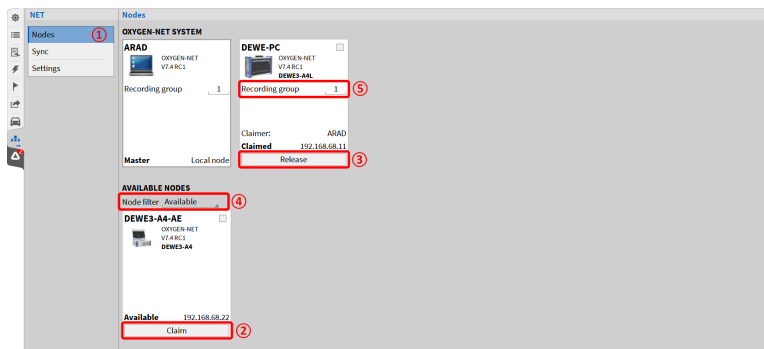 NET
Nodes
Nodes
①
Sync
Settings
OXYGEN-NET SYSTEM
ARAD
OXYGEN-NET
V7.4 RC1
Recording group 1
Master Local node
DEWE-PC
OXYGEN-NET
V7.4 RC1
DEWE3-A4L
Recording group 1
⑤
Claimer: ARAD
Claimed 192.168.68.11
Release
③
AVAILABLE NODES
Node filter Available
④
DEWE3-A4-AE
OXYGEN-NET
V7.4 RC1
DEWE3-A4
Available 192.168.68.22
Claim
②